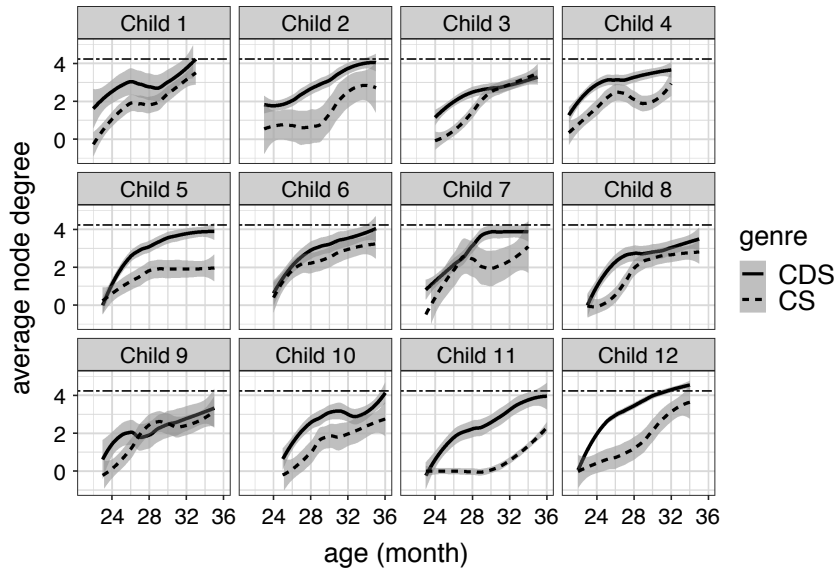 Child 1 Child 2 Child 3 Child 4
4
2
0
Child 5 Child 6 Child 7 Child 8
4
2
0
Child 9 Child 10 Child 11 Child 12
4
2
0
24 28 32 36 24 28 32 36 24 28 32 36 24 28 32 36
age (month)
average node degree
genre
CDS
CS